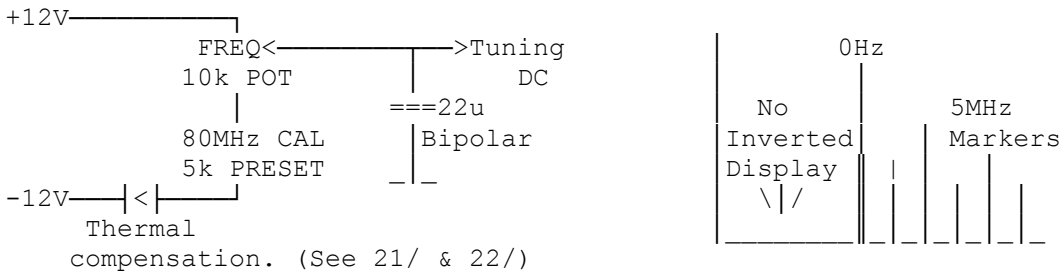 +12V
FREQ<          >Tuning          0Hz
10k POT          DC
===22u          No          5MHz
80MHz CAL          Bipolar          Inverted          Markers
5k PRESET          Display
-12V
Thermal
compensation. (See 21/ & 22/)